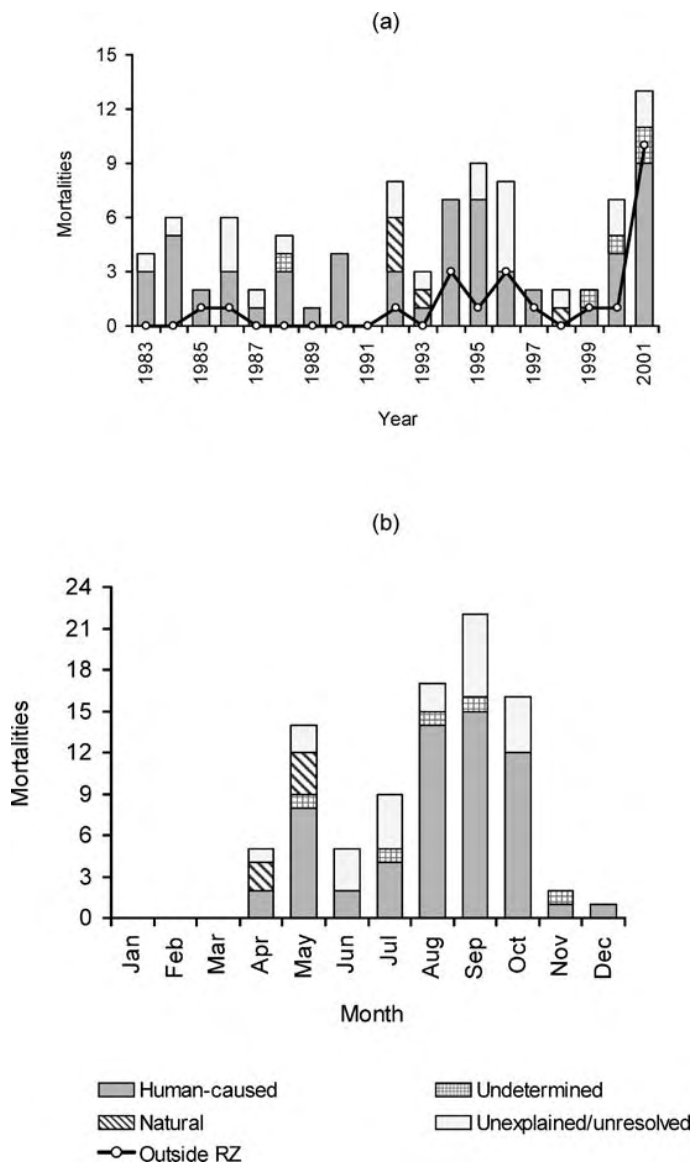 (a)
15
12
9
6
3
0
Mortalities
1983
1985
1987
1989
1991
1993
1995
1997
1999
2001
Year
(b)
24
21
18
15
12
9
6
3
0
Mortalities
Jan
Feb
Mar
Apr
May
Jun
Jul
Aug
Sep
Oct
Nov
Dec
Month
Human-caused
Undetermined
Natural
Unexplained/unresolved
Outside RZ